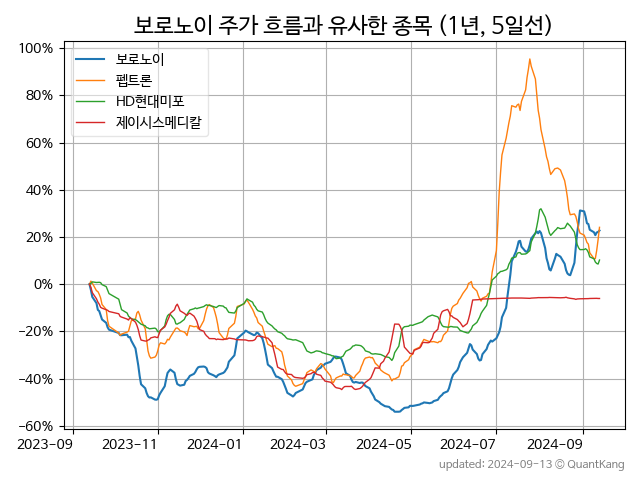 보로노이 주가 흐름과 유사한 종목 (1년, 5일선)
100%
80%
60%
40%
20%
0%
−20%
−40%
−60%
보로노이
펩트론
HD현대미포
제이시스메디칼
2023-09
2023-11
2024-01
2024-03
2024-05
2024-07
2024-09
updated: 2024-09-13 © QuantKang